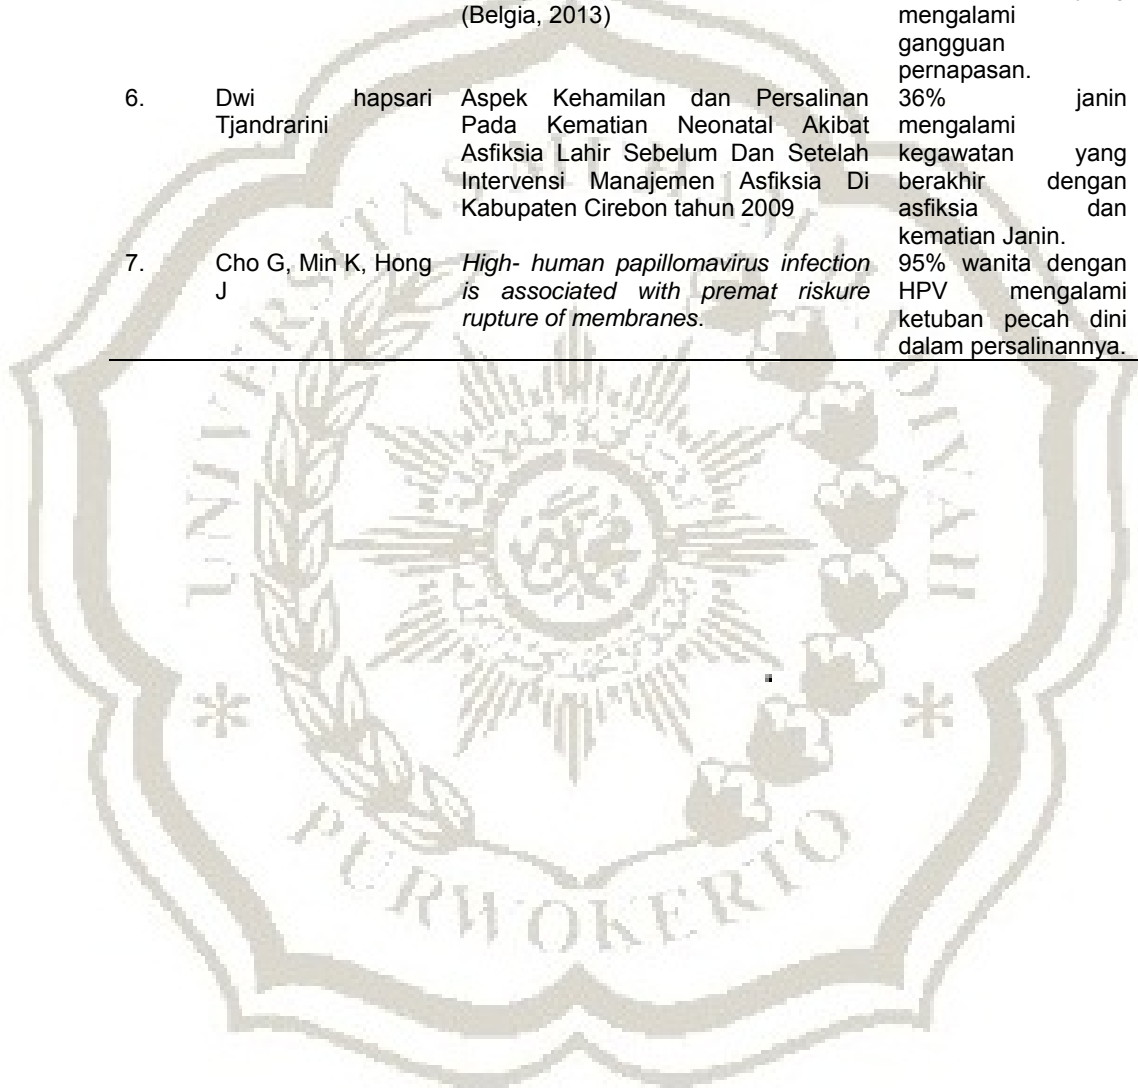 (Belgia, 2013)
mengalami
gangguan
pernapasan.
6. Dwi hapsari Aspek Kehamilan dan Persalinan 36% janin
Tjandrarini Pada Kematian Neonatal Akibat mengalami
Asfiksia Lahir Sebelum Dan Setelah kegawatan yang
Intervensi Manajemen Asfiksia Di berakhir dengan
Kabupaten Cirebon tahun 2009 asfiksia dan
kematian Janin.
7. Cho G, Min K, Hong High- human papillomavirus infection 95% wanita dengan
J is associated with premat riskure HPV mengalami
rupture of membranes. ketuban pecah dini
dalam persalinannya.
UNIVERSITAS MUHAMMADIYAH
PURWOKERTO